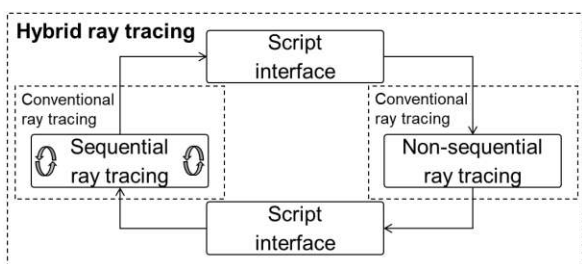 Hybrid ray tracing
Script
interface
Conventional
ray tracing
Conventional
ray tracing
Sequential
ray tracing
Non-sequential
ray tracing
Script
interface